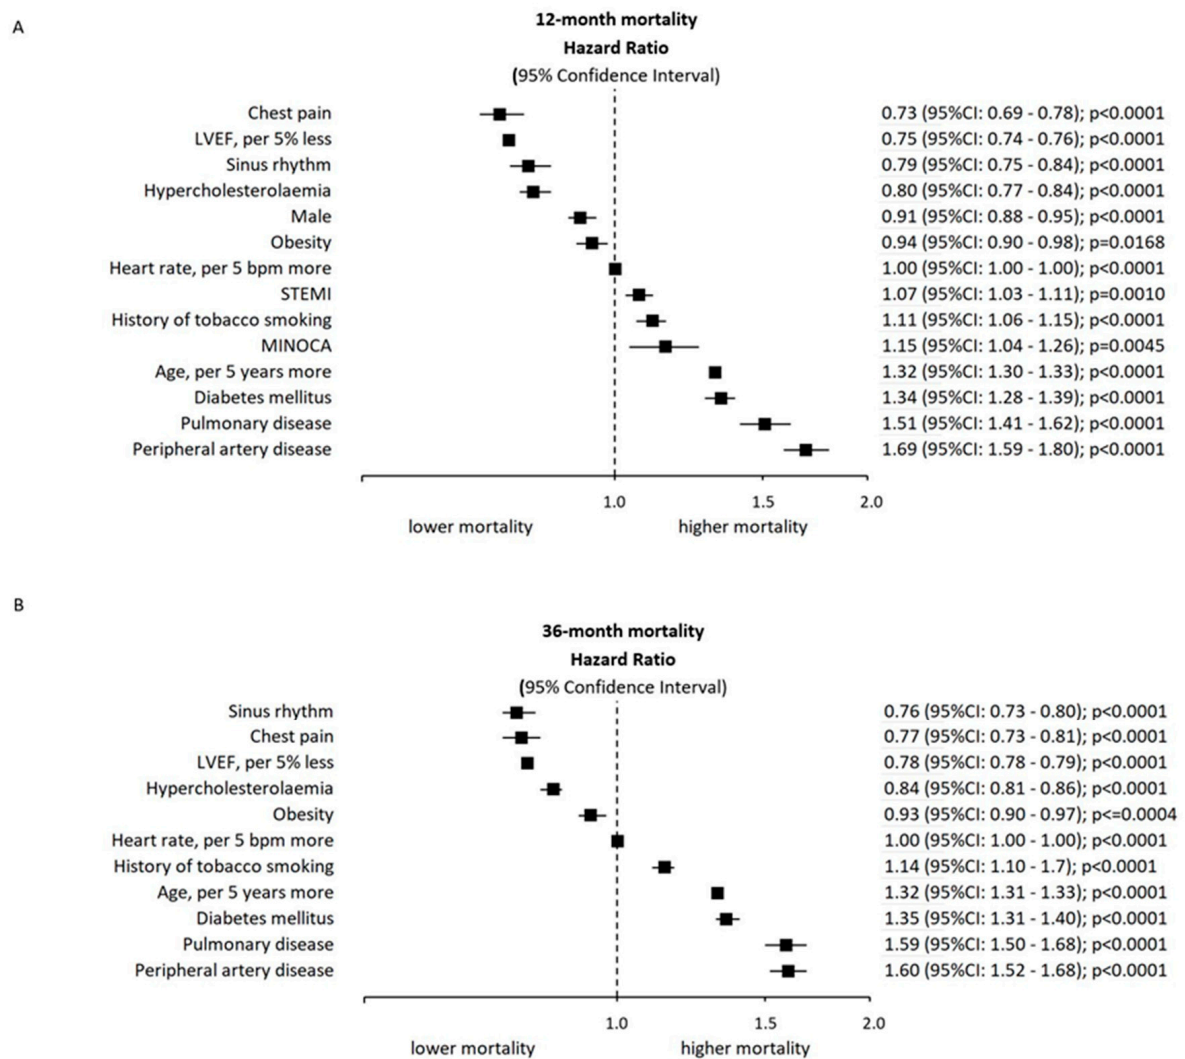 A
12-month mortality
Hazard Ratio
(95% Confidence Interval)
Chest pain 0.73 (95%CI: 0.69 - 0.78); p<0.0001
LVEF, per 5% less 0.75 (95%CI: 0.74 - 0.76); p<0.0001
Sinus rhythm 0.79 (95%CI: 0.75 - 0.84); p<0.0001
Hypercholesterolaemia 0.80 (95%CI: 0.77 - 0.84); p<0.0001
Male 0.91 (95%CI: 0.88 - 0.95); p<0.0001
Obesity 0.94 (95%CI: 0.90 - 0.98); p=0.0168
Heart rate, per 5 bpm more 1.00 (95%CI: 1.00 - 1.00); p<0.0001
STEMI 1.07 (95%CI: 1.03 - 1.11); p=0.0010
History of tobacco smoking 1.11 (95%CI: 1.06 - 1.15); p<0.0001
MINOCA 1.15 (95%CI: 1.04 - 1.26); p=0.0045
Age, per 5 years more 1.32 (95%CI: 1.30 - 1.33); p<0.0001
Diabetes mellitus 1.34 (95%CI: 1.28 - 1.39); p<0.0001
Pulmonary disease 1.51 (95%CI: 1.41 - 1.62); p<0.0001
Peripheral artery disease 1.69 (95%CI: 1.59 - 1.80); p<0.0001
1.0 1.5 2.0
lower mortality higher mortality
B
36-month mortality
Hazard Ratio
(95% Confidence Interval)
Sinus rhythm 0.76 (95%CI: 0.73 - 0.80); p<0.0001
Chest pain 0.77 (95%CI: 0.73 - 0.81); p<0.0001
LVEF, per 5% less 0.78 (95%CI: 0.78 - 0.79); p<0.0001
Hypercholesterolaemia 0.84 (95%CI: 0.81 - 0.86); p<0.0001
Obesity 0.93 (95%CI: 0.90 - 0.97); p<=0.0004
Heart rate, per 5 bpm more 1.00 (95%CI: 1.00 - 1.00); p<0.0001
History of tobacco smoking 1.14 (95%CI: 1.10 - 1.7); p<0.0001
Age, per 5 years more 1.32 (95%CI: 1.31 - 1.33); p<0.0001
Diabetes mellitus 1.35 (95%CI: 1.31 - 1.40); p<0.0001
Pulmonary disease 1.59 (95%CI: 1.50 - 1.68); p<0.0001
Peripheral artery disease 1.60 (95%CI: 1.52 - 1.68); p<0.0001
1.0 1.5 2.0
lower mortality higher mortality